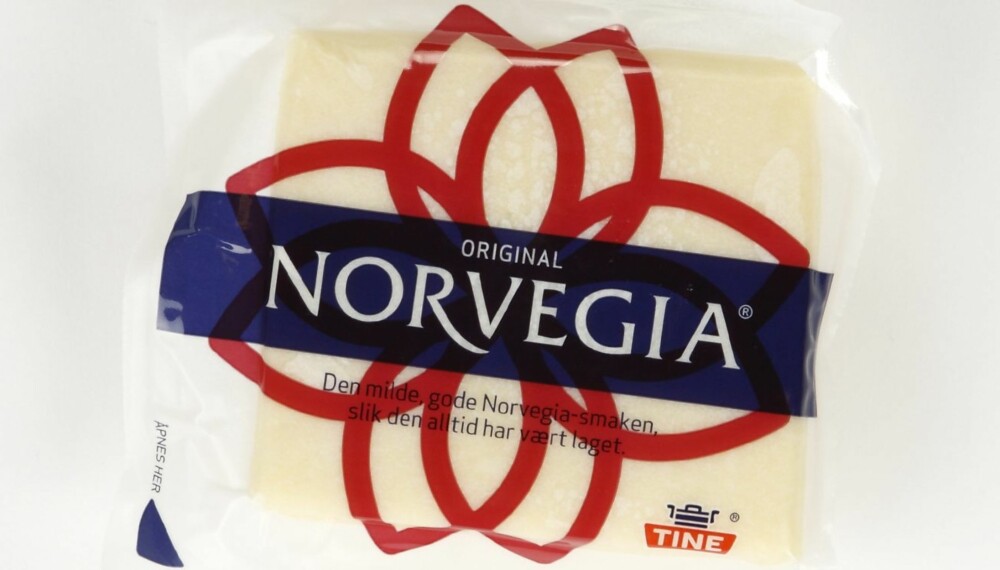 ORIGINAL
NORVEGIA®
Den milde, gode Norvegia-smaken,
slik den alltid har vært laget.
ÅPNES HER
TINE ®